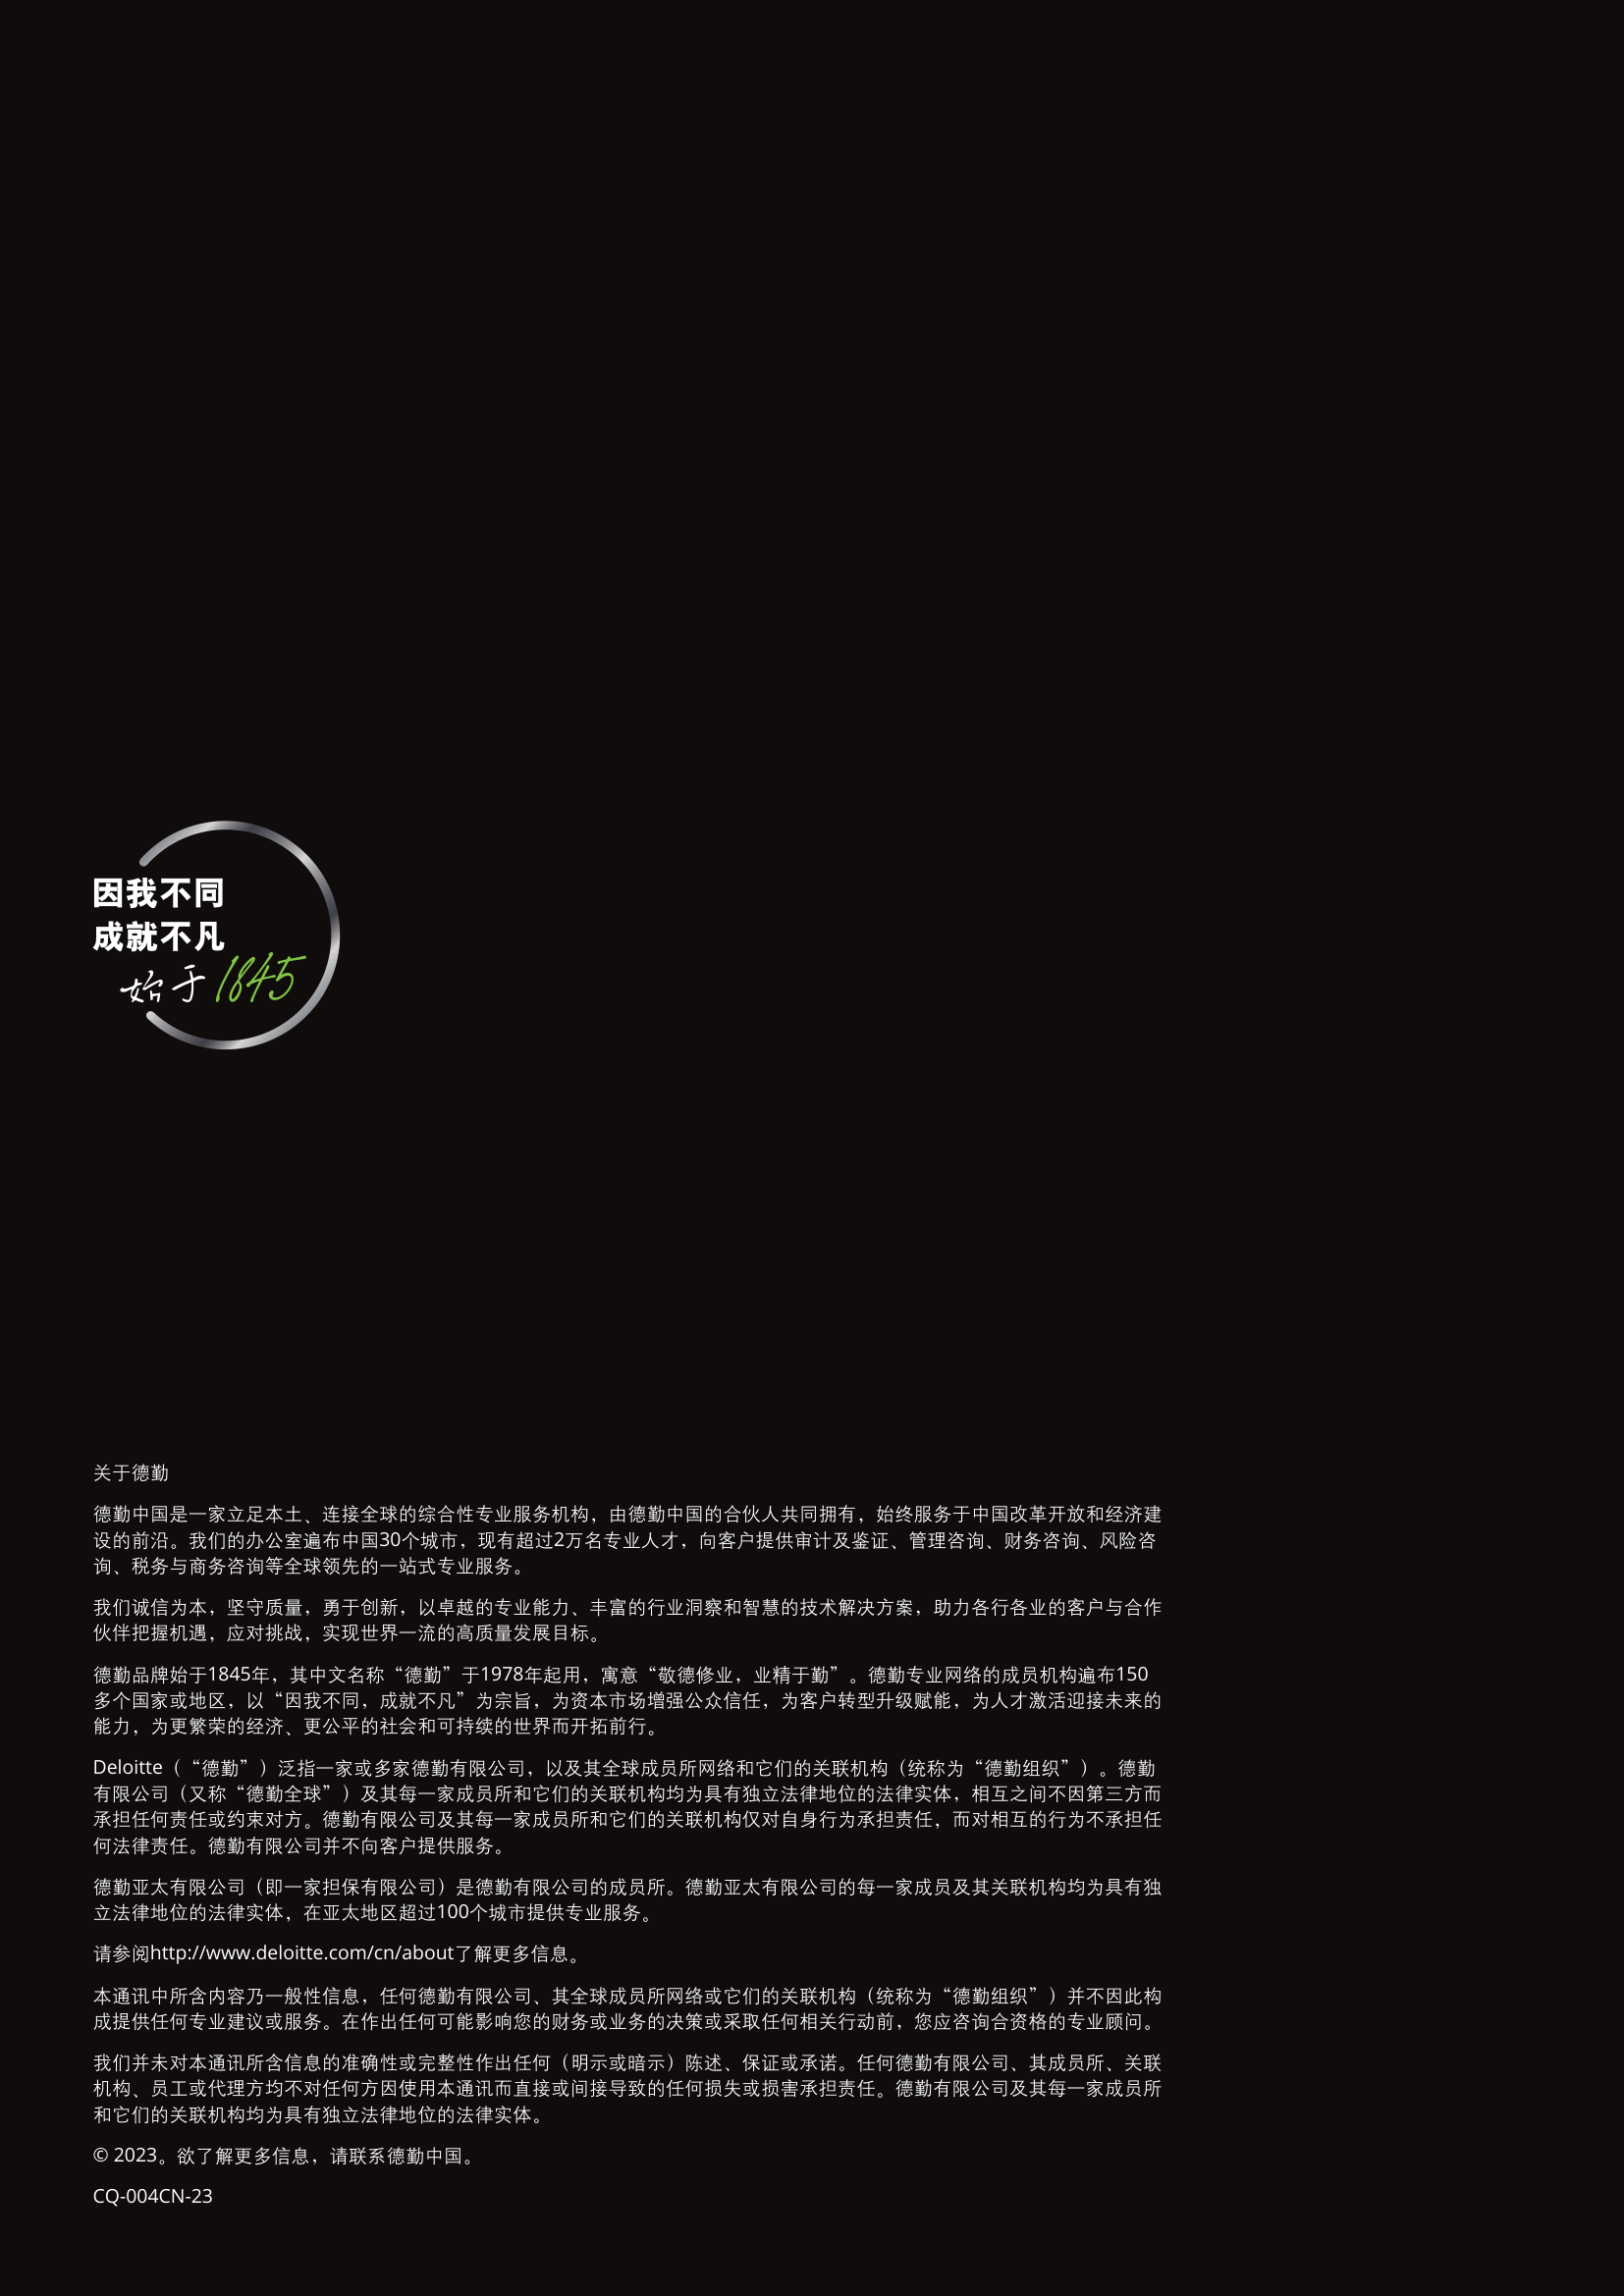 因我不同
成就不凡
始于1845
关于德勤
德勤中国是一家立足本土、连接全球的综合性专业服务机构，由德勤中国的合伙人共同拥有，始终服务于中国改革开放和经济建
设的前沿。我们的办公室遍布中国30个城市，现有超过2万名专业人才，向客户提供审计及鉴证、管理咨询、财务咨询、风险咨
询、税务与商务咨询等全球领先的一站式专业服务。
我们诚信为本，坚守质量，勇于创新，以卓越的专业能力、丰富的行业洞察和智慧的技术解决方案，助力各行各业的客户与合作
伙伴把握机遇，应对挑战，实现世界一流的高质量发展目标。
德勤品牌始于1845年，其中文名称“德勤”于1978年起用，寓意“敬德修业，业精于勤”。德勤专业网络的成员机构遍布150
多个国家或地区，以“因我不同，成就不凡”为宗旨，为资本市场增强公众信任，为客户转型升级赋能，为人才激活迎接未来的
能力，为更繁荣的经济、更公平的社会和可持续的世界而开拓前行。
Deloitte（“德勤”）泛指一家或多家德勤有限公司，以及其全球成员所网络和它们的关联机构（统称为“德勤组织”）。德勤
有限公司（又称“德勤全球”）及其每一家成员所和它们的关联机构均为具有独立法律地位的法律实体，相互之间不因第三方而
承担任何责任或约束对方。德勤有限公司及其每一家成员所和它们的关联机构仅对自身行为承担责任，而对相互的行为不承担任
何法律责任。德勤有限公司并不向客户提供服务。
德勤亚太有限公司（即一家担保有限公司）是德勤有限公司的成员所。德勤亚太有限公司的每一家成员及其关联机构均为具有独
立法律地位的法律实体，在亚太地区超过100个城市提供专业服务。
请参阅http://www.deloitte.com/cn/about了解更多信息。
本通讯中所含内容乃一般性信息，任何德勤有限公司、其全球成员所网络或它们的关联机构（统称为“德勤组织”）并不因此构
成提供任何专业建议或服务。在作出任何可能影响您的财务或业务的决策或采取任何相关行动前，您应咨询合资格的专业顾问。
我们并未对本通讯所含信息的准确性或完整性作出任何（明示或暗示）陈述、保证或承诺。任何德勤有限公司、其成员所、关联
机构、员工或代理方均不对任何方因使用本通讯而直接或间接导致的任何损失或损害承担责任。德勤有限公司及其每一家成员所
和它们的关联机构均为具有独立法律地位的法律实体。
© 2023。欲了解更多信息，请联系德勤中国。
CQ-004CN-23